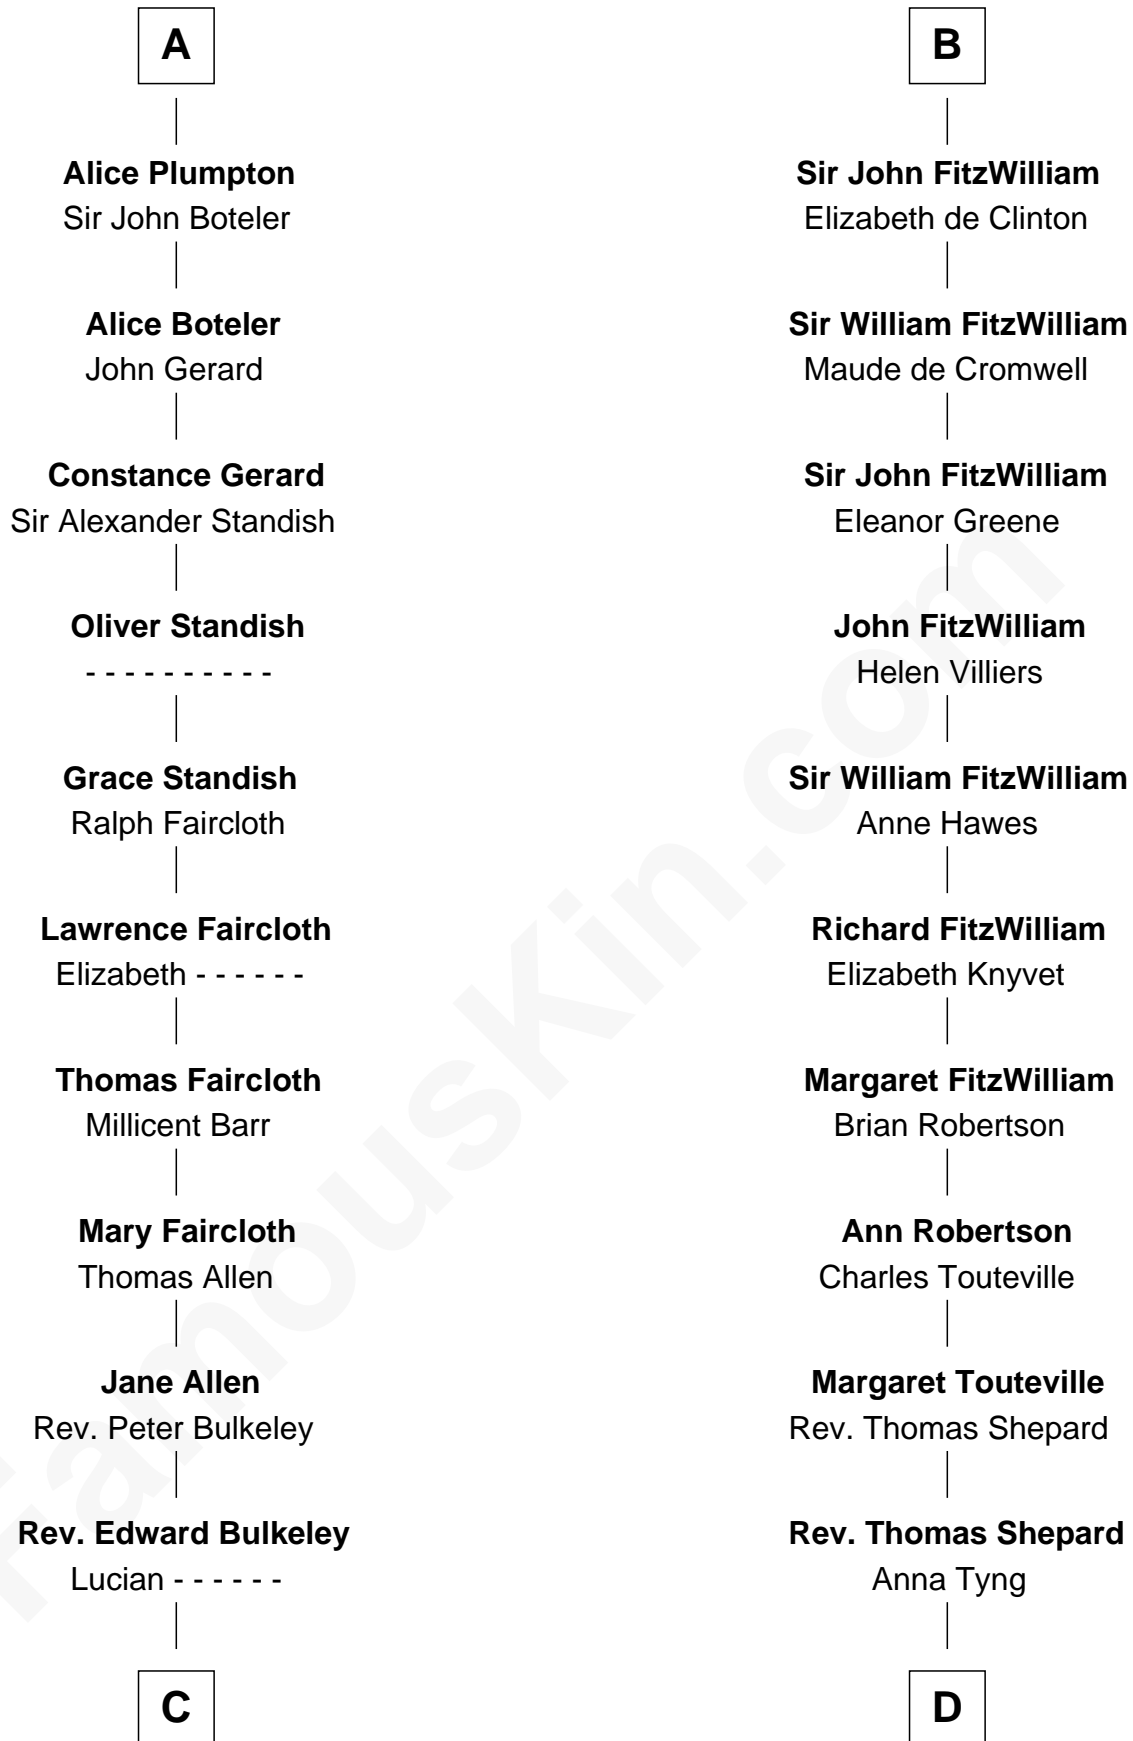 A
Alice Plumpton
Sir John Boteler
Alice Boteler
John Gerard
Constance Gerard
Sir Alexander Standish
Oliver Standish
- - - - - - - - - -
Grace Standish
Ralph Faircloth
Lawrence Faircloth
Elizabeth - - - - - -
Thomas Faircloth
Millicent Barr
Mary Faircloth
Thomas Allen
Jane Allen
Rev. Peter Bulkeley
Rev. Edward Bulkeley
Lucian - - - - - -
C
B
Sir John FitzWilliam
Elizabeth de Clinton
Sir William FitzWilliam
Maude de Cromwell
Sir John FitzWilliam
Eleanor Greene
John FitzWilliam
Helen Villiers
Sir William FitzWilliam
Anne Hawes
Richard FitzWilliam
Elizabeth Knyvet
Margaret FitzWilliam
Brian Robertson
Ann Robertson
Charles Touteville
Margaret Touteville
Rev. Thomas Shepard
Rev. Thomas Shepard
Anna Tyng
D
FamousKin.com